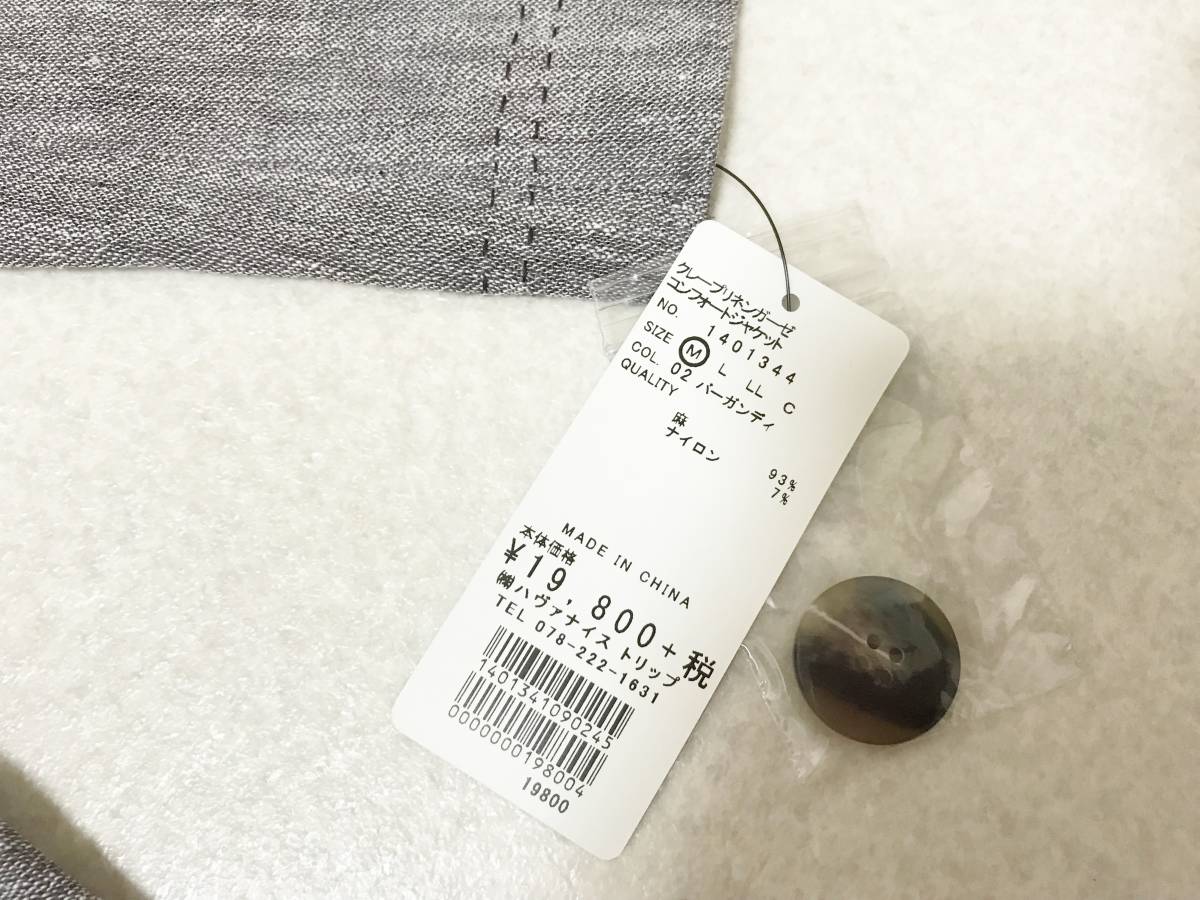 クレープリネンガーゼ
コンフォートジャケット
NO. 1401344
SIZE M L LL C
COL. 02 バーガンディ
QUALITY
麻 93%
ナイロン 7%
MADE IN CHINA
本体価格
¥19,800+税
㈱ハヴァナイストリップ
TEL 078-222-1631
1401341090245
0000000198004
19800